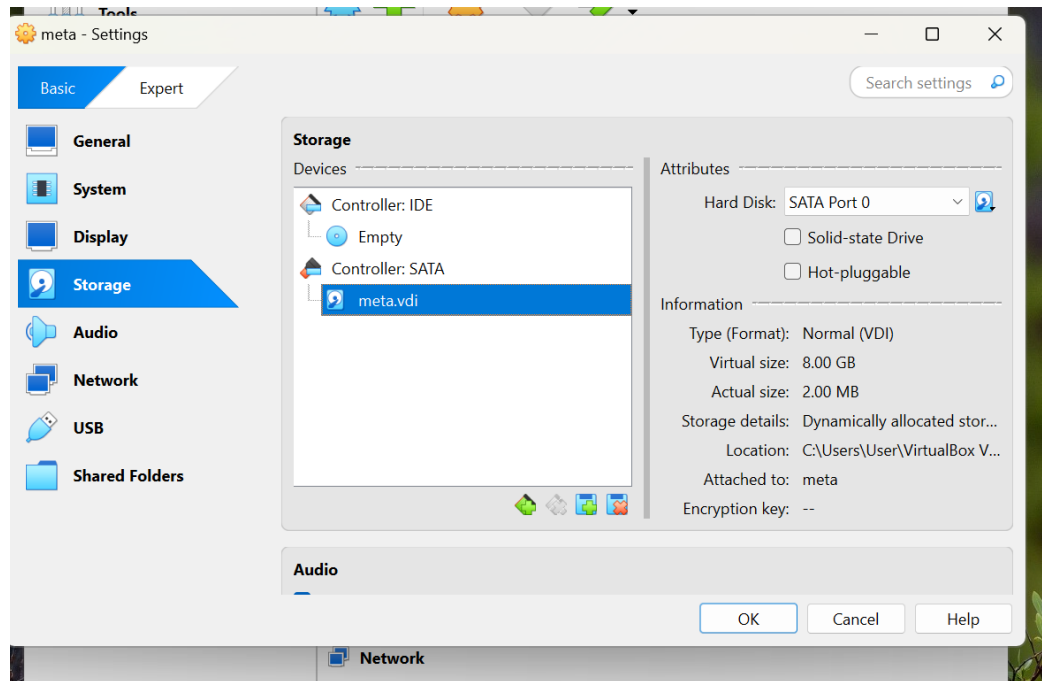 Tools
meta - Settings
Basic
Expert
Search settings
General
System
Display
Storage
Audio
Network
USB
Shared Folders
Storage
Devices
Controller: IDE
Empty
Controller: SATA
meta.vdi
Attributes
Hard Disk: SATA Port 0
Solid-state Drive
Hot-pluggable
Information
Type (Format): Normal (VDI)
Virtual size: 8.00 GB
Actual size: 2.00 MB
Storage details: Dynamically allocated stor...
Location: C:\Users\User\VirtualBox V...
Attached to: meta
Encryption key: --
Audio
OK
Cancel
Help
Network